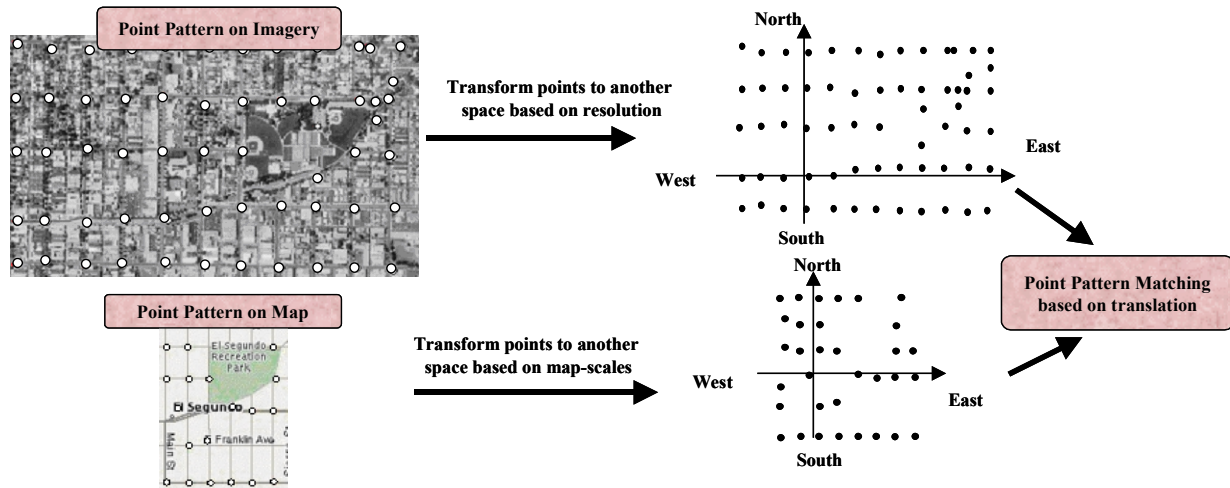 Point Pattern on Imagery
Transform points to another
space based on resolution
North
East
West
South
Point Pattern on Map
El Segundo
Recreation
Park
El Segundo
Franklin Ave
Main St
Transform points to another
space based on map-scales
North
West
East
South
Point Pattern Matching
based on translation